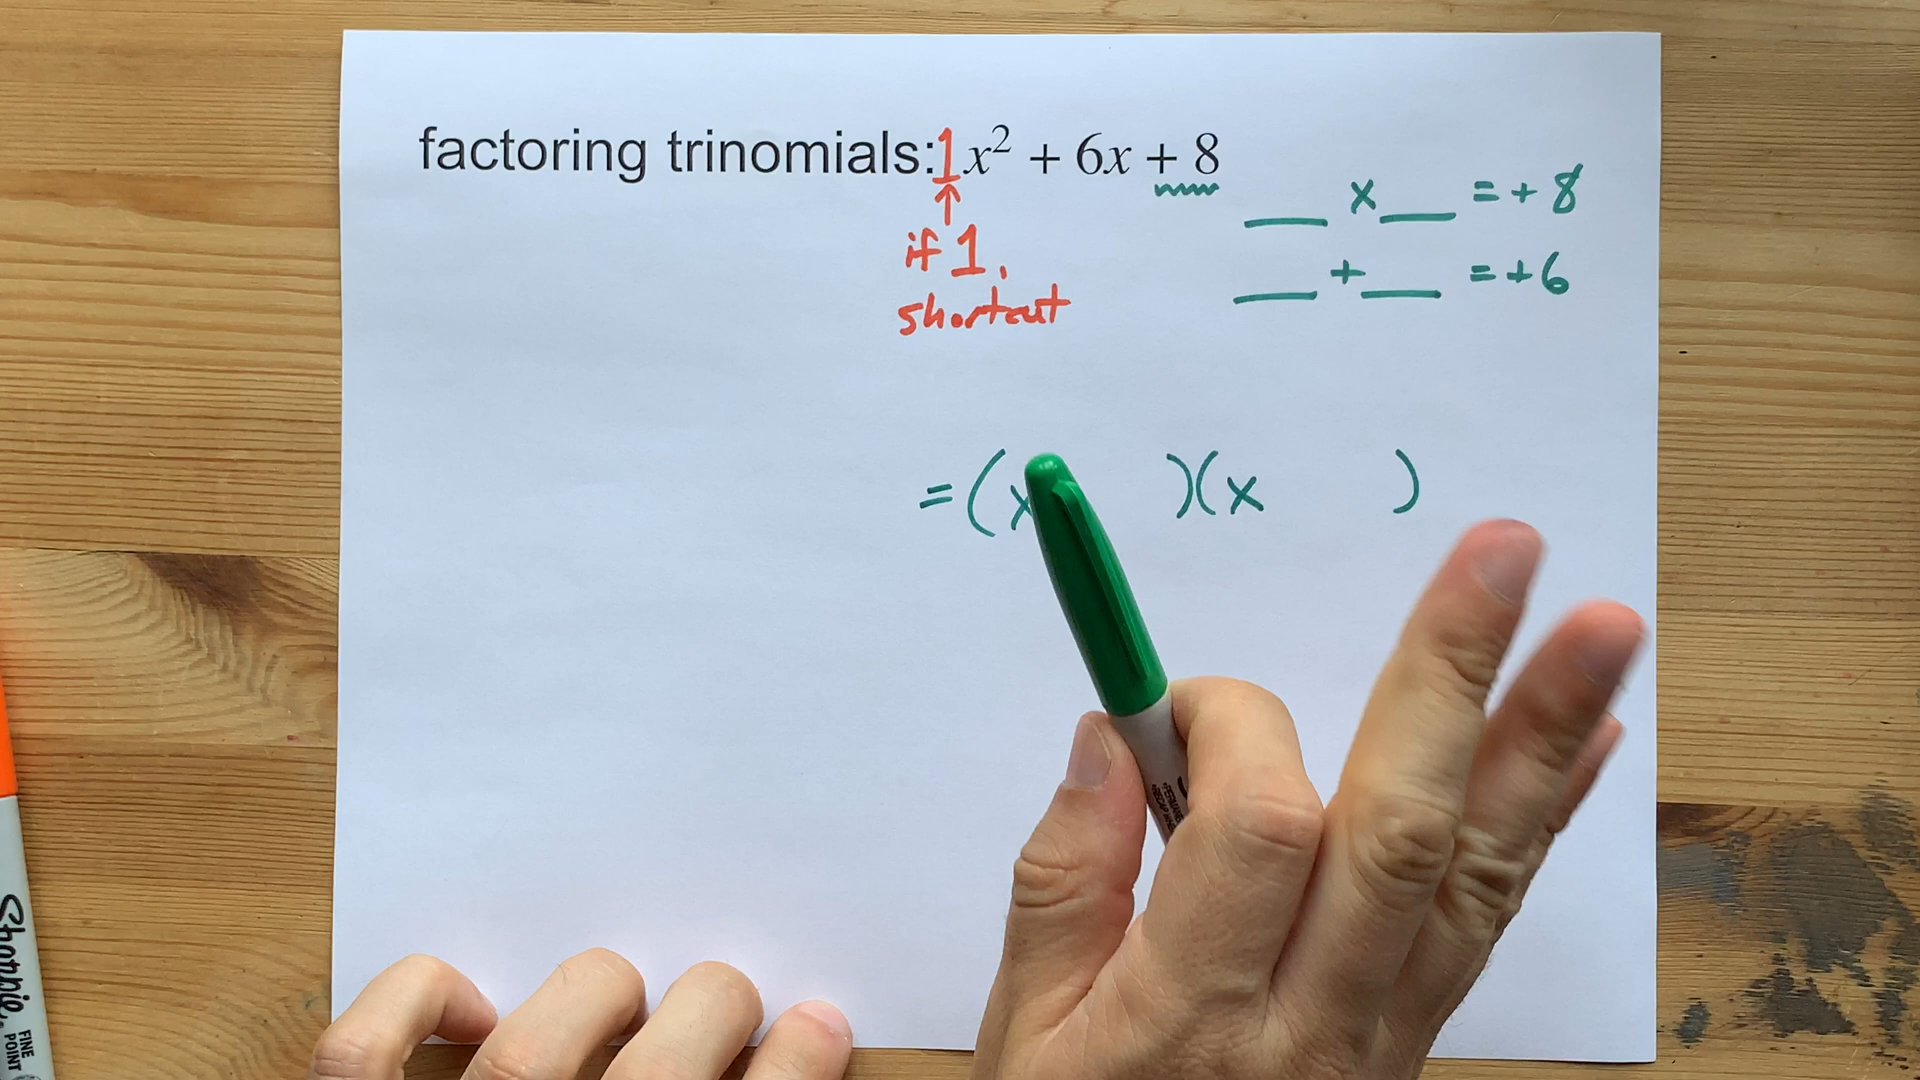 factoring trinomials: 1x² + 6x + 8
__ x __ = + 8
if 1,
__ + __ = +6
shortcut
= (x )(x )
Sharpie
FINE
POINT